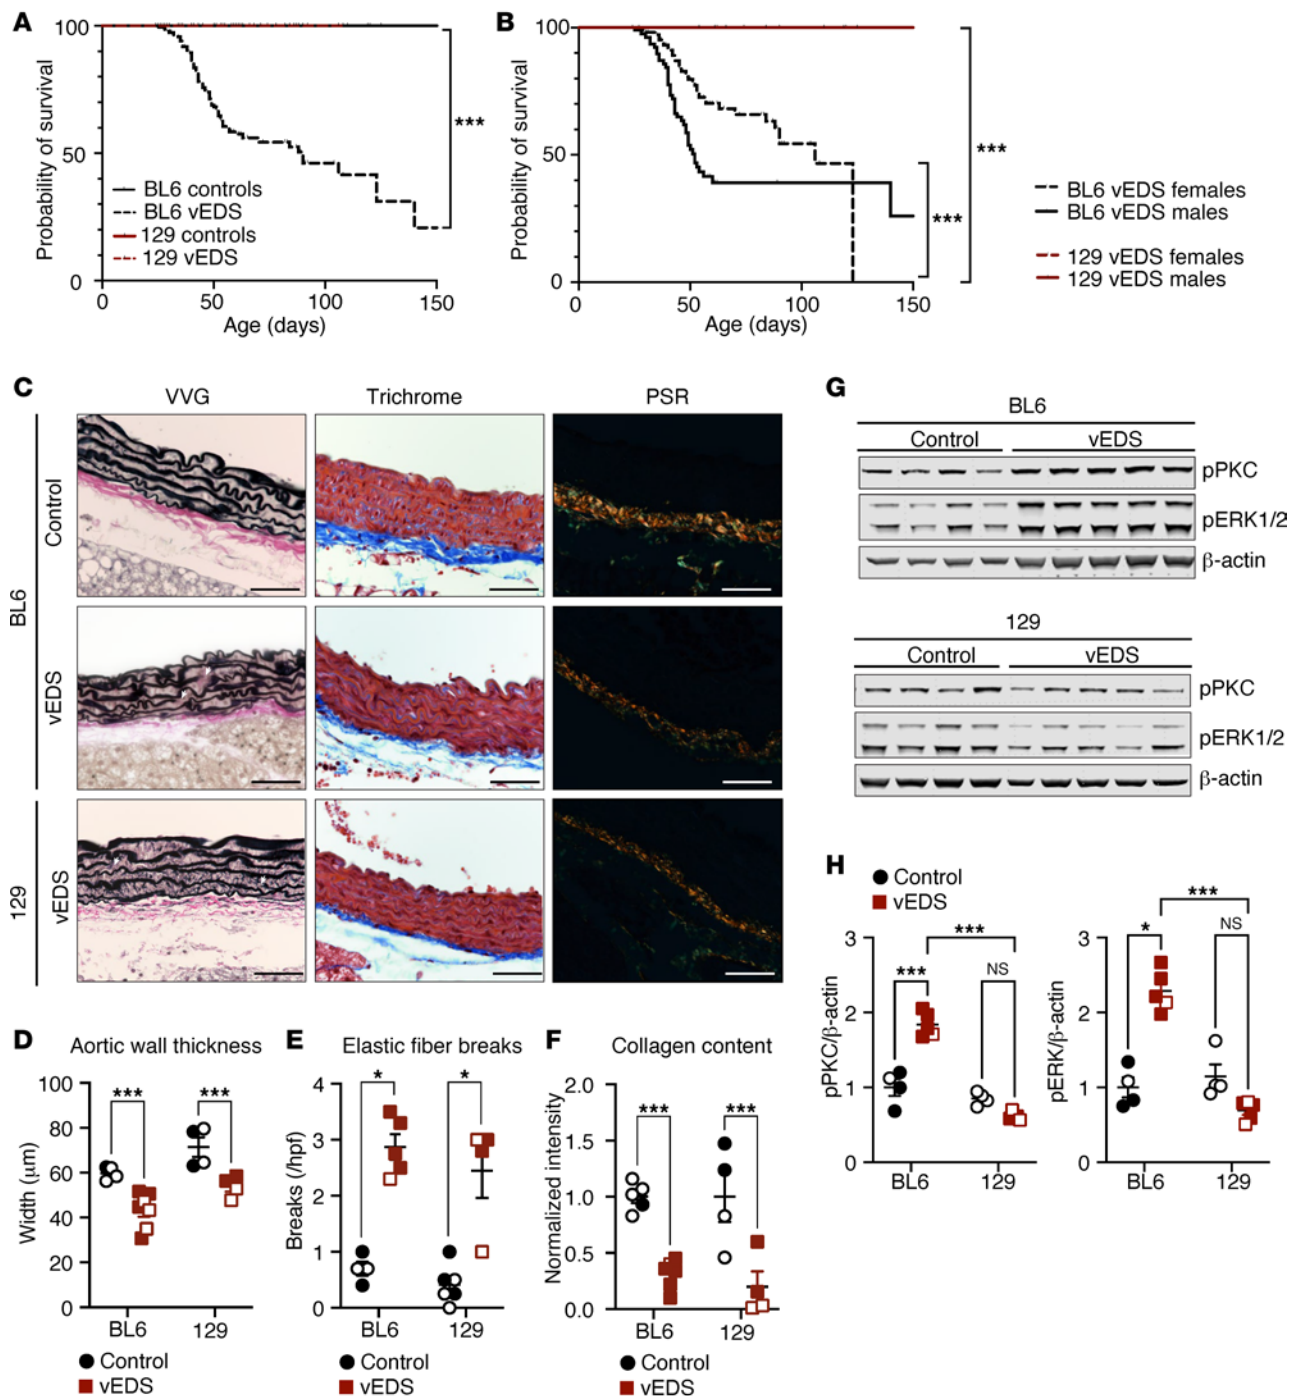 A
Probability of survival
100
50
0
BL6 controls
BL6 vEDS
129 controls
129 vEDS
***
0
50
100
150
Age (days)
B
Probability of survival
100
50
0
***
***
0
50
100
150
Age (days)
BL6 vEDS females
BL6 vEDS males
129 vEDS females
129 vEDS males
C
VVG
Trichrome
PSR
BL6
Control
vEDS
129
vEDS
G
BL6
Control
vEDS
pPKC
pERK1/2
β-actin
129
Control
vEDS
pPKC
pERK1/2
β-actin
D
Aortic wall thickness
Width (μm)
100
80
60
40
20
0
***
***
BL6
129
Control
vEDS
E
Elastic fiber breaks
Breaks (/hpf)
4
3
2
1
0
*
*
BL6
129
Control
vEDS
F
Collagen content
Normalized intensity
2.0
1.5
1.0
0.5
0.0
***
***
BL6
129
Control
vEDS
H
Control
vEDS
pPKC/β-actin
3
2
1
0
***
***
NS
BL6
129
pERK/β-actin
3
2
1
0
*
***
NS
BL6
129